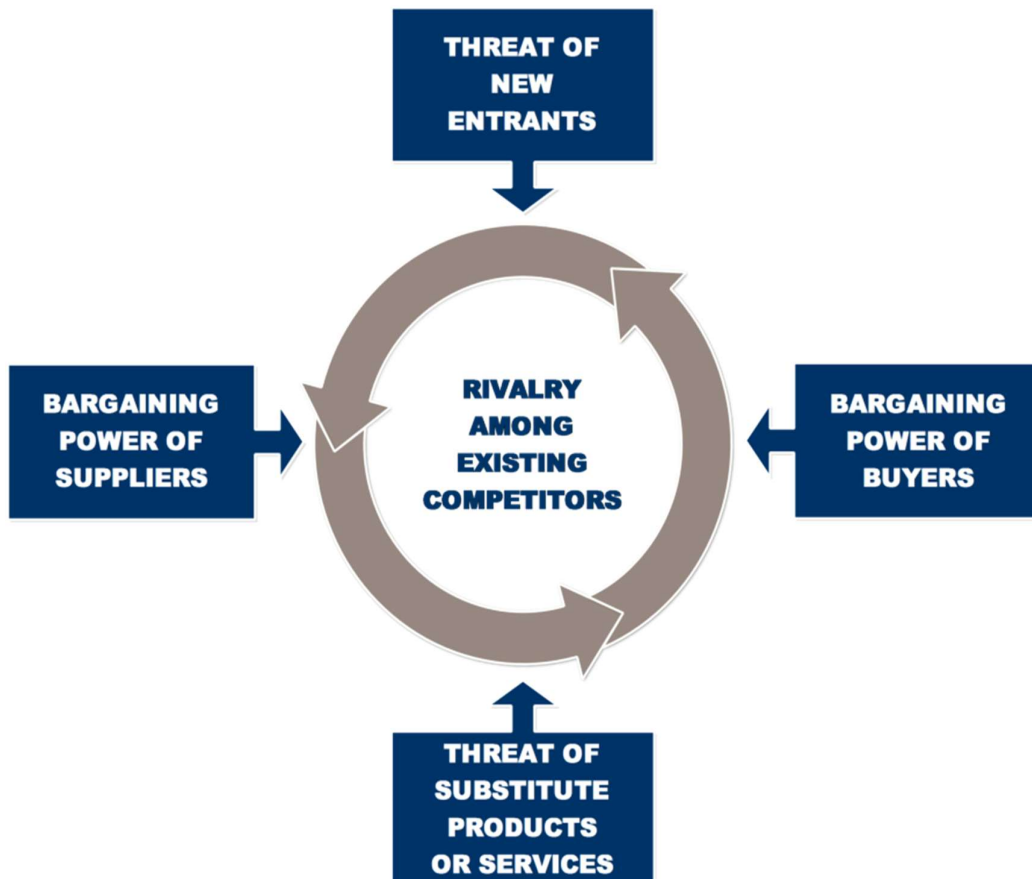 THREAT OF
NEW
ENTRANTS
BARGAINING
POWER OF
SUPPLIERS
RIVALRY
AMONG
EXISTING
COMPETITORS
BARGAINING
POWER OF
BUYERS
THREAT OF
SUBSTITUTE
PRODUCTS
OR SERVICES